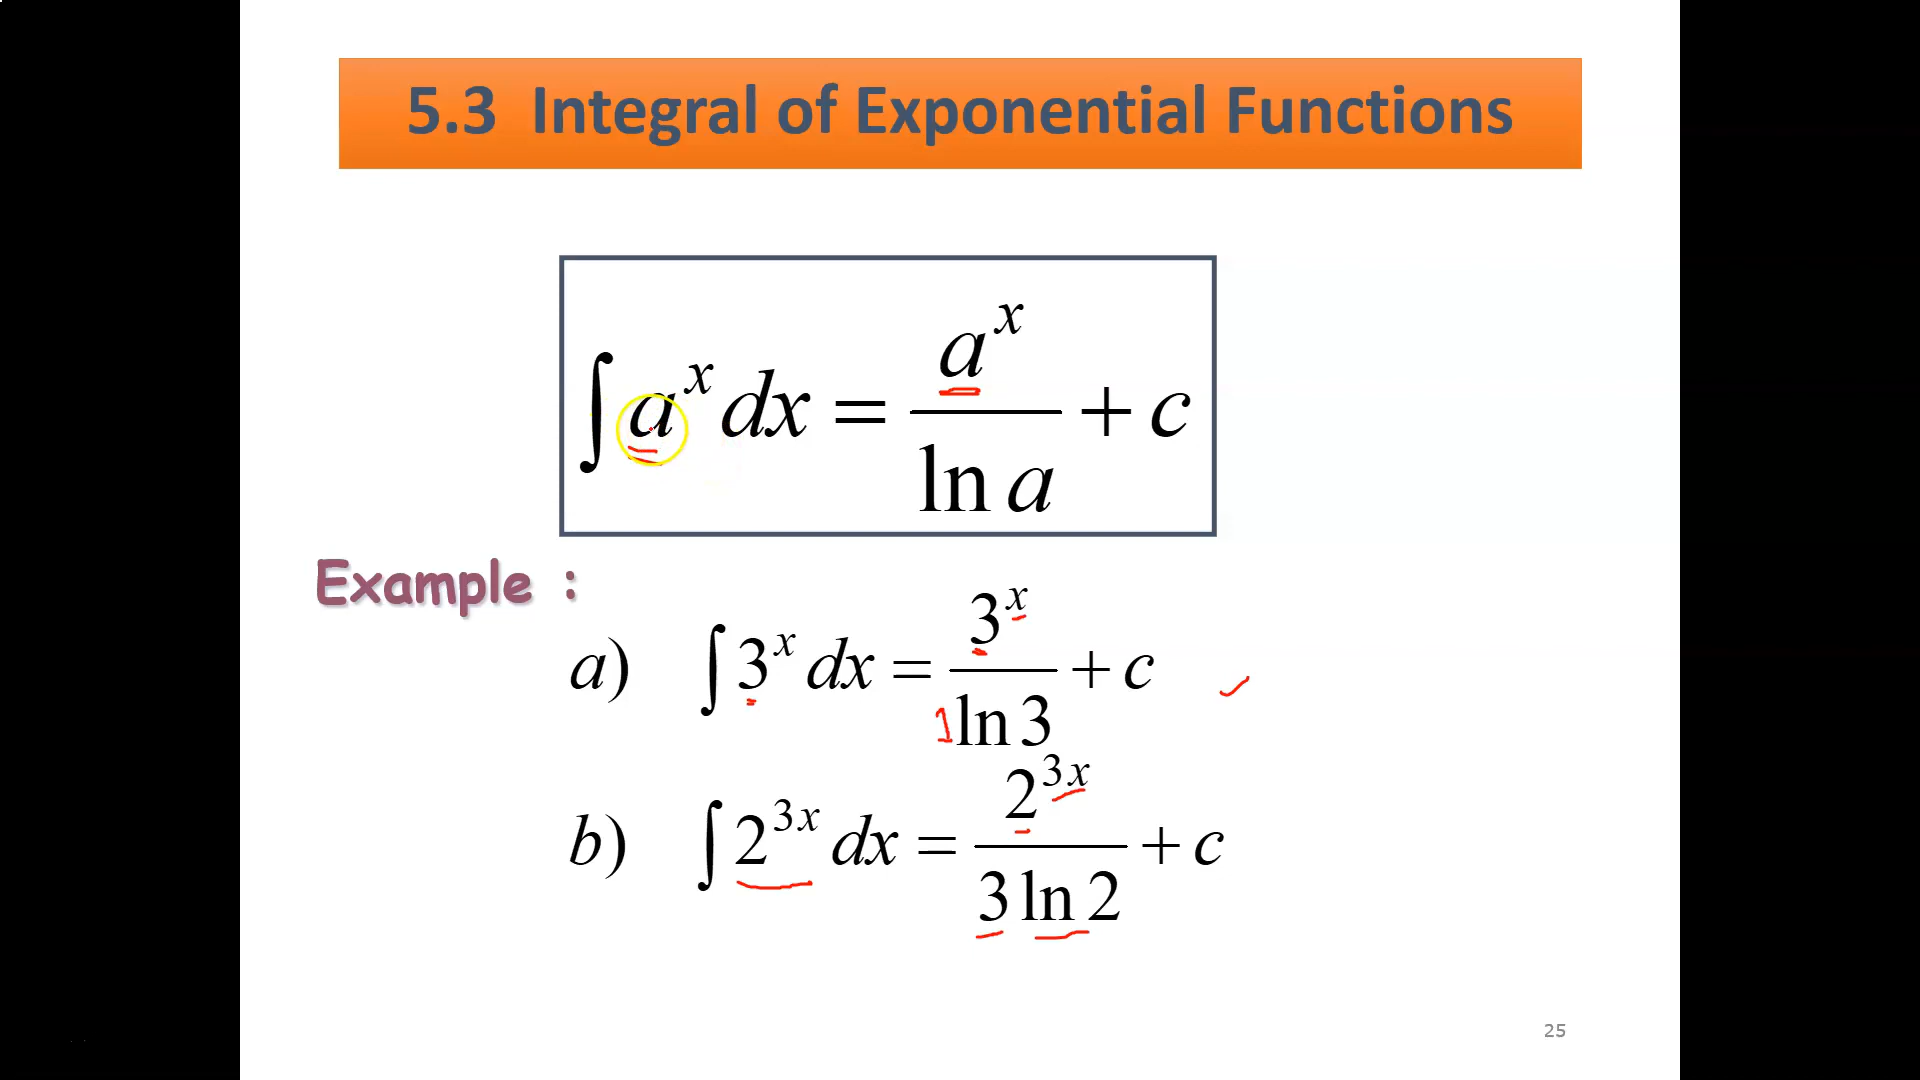 5.3 Integral of Exponential Functions
∫ a^x dx = a^x / ln a + c
Example :
a) ∫ 3^x dx = 3^x / 1 ln 3 + c
b) ∫ 2^{3x} dx = 2^{3x} / 3 ln 2 + c
25